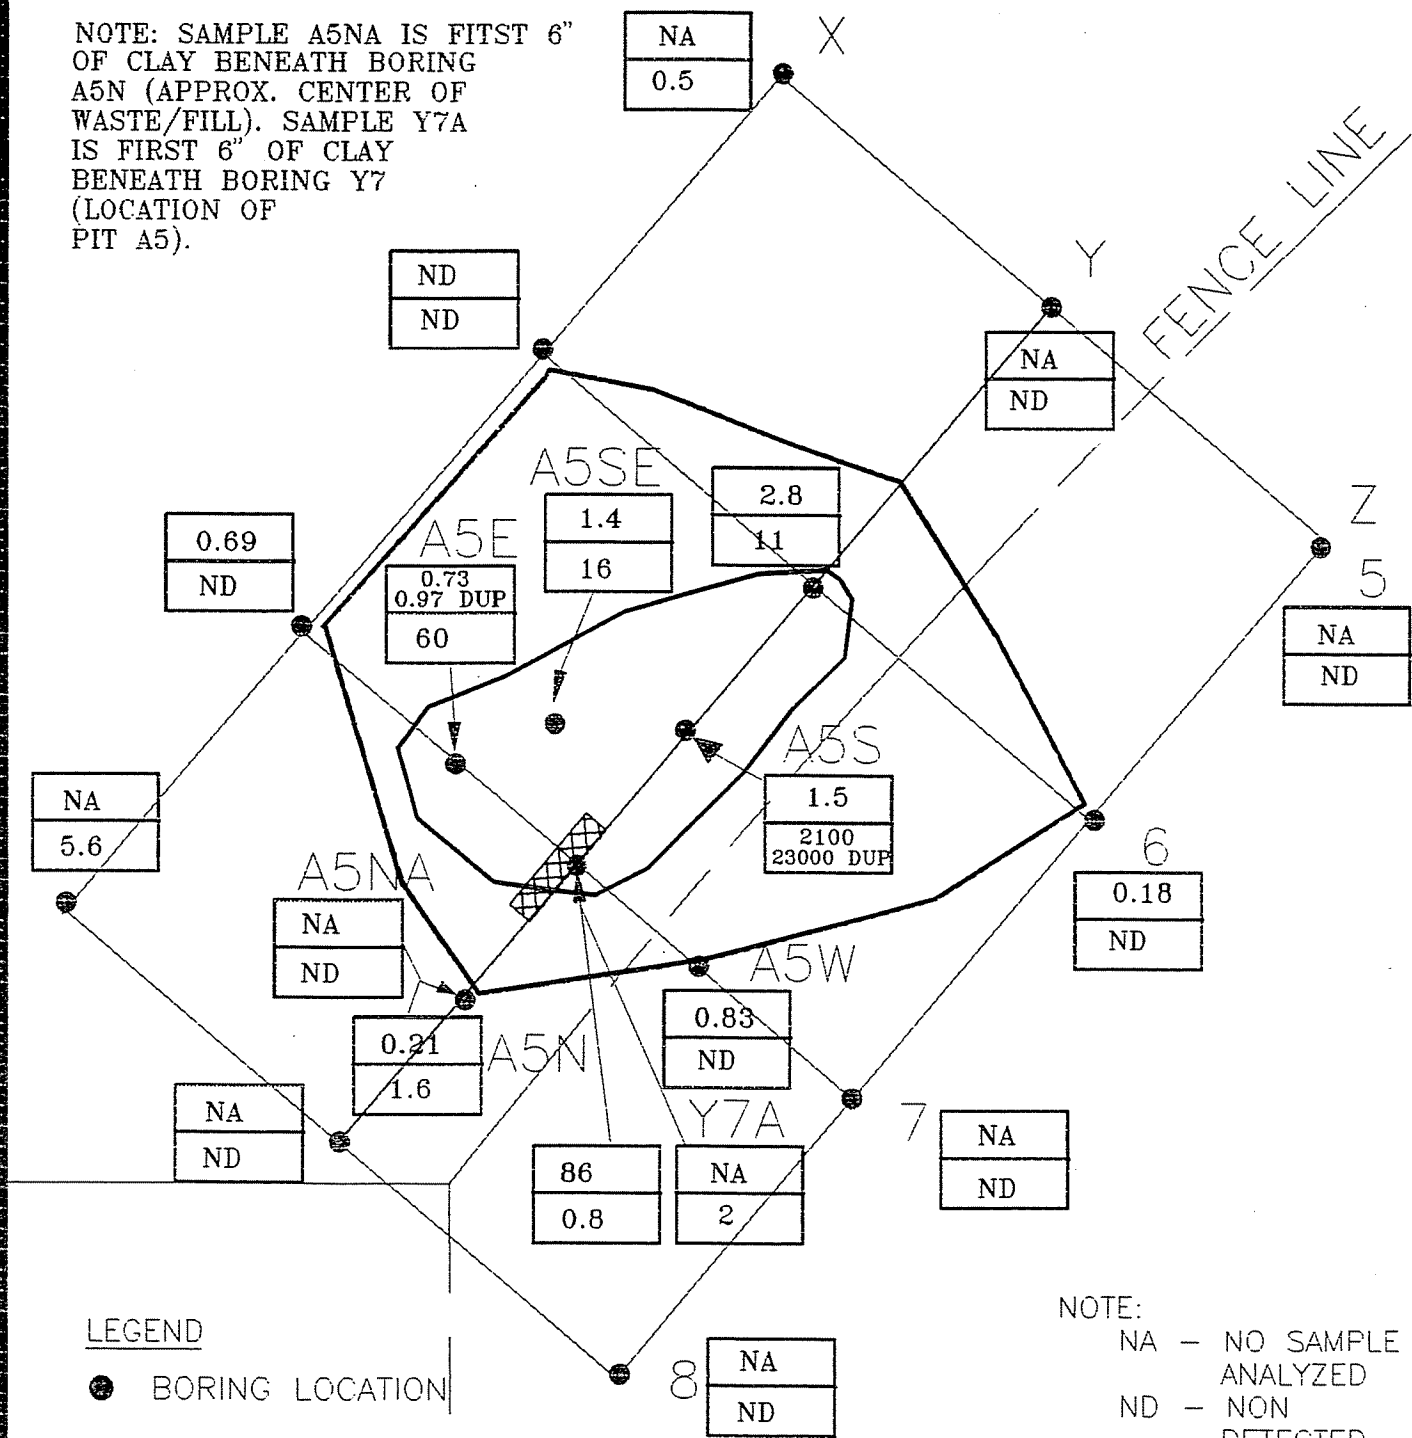 NOTE: SAMPLE A5NA IS FITST 6"
OF CLAY BENEATH BORING
A5N (APPROX. CENTER OF
WASTE/FILL). SAMPLE Y7A
IS FIRST 6" OF CLAY
BENEATH BORING Y7
(LOCATION OF
PIT A5).
NA
0.5
X
FENCE LINE
Y
ND
ND
NA
ND
A5SE
1.4
16
2.8
11
Z
5
NA
ND
0.69
ND
A5E
0.73
0.97 DUP
60
A5S
1.5
2100
23000 DUP
NA
5.6
6
0.18
ND
A5NA
NA
ND
A5W
0.83
ND
0.21
1.6
A5N
NA
ND
Y7A
86
0.8
NA
2
7
NA
ND
LEGEND
BORING LOCATION
8
NA
ND
NOTE:
NA - NO SAMPLE
ANALYZED
ND - NON
DETECTED